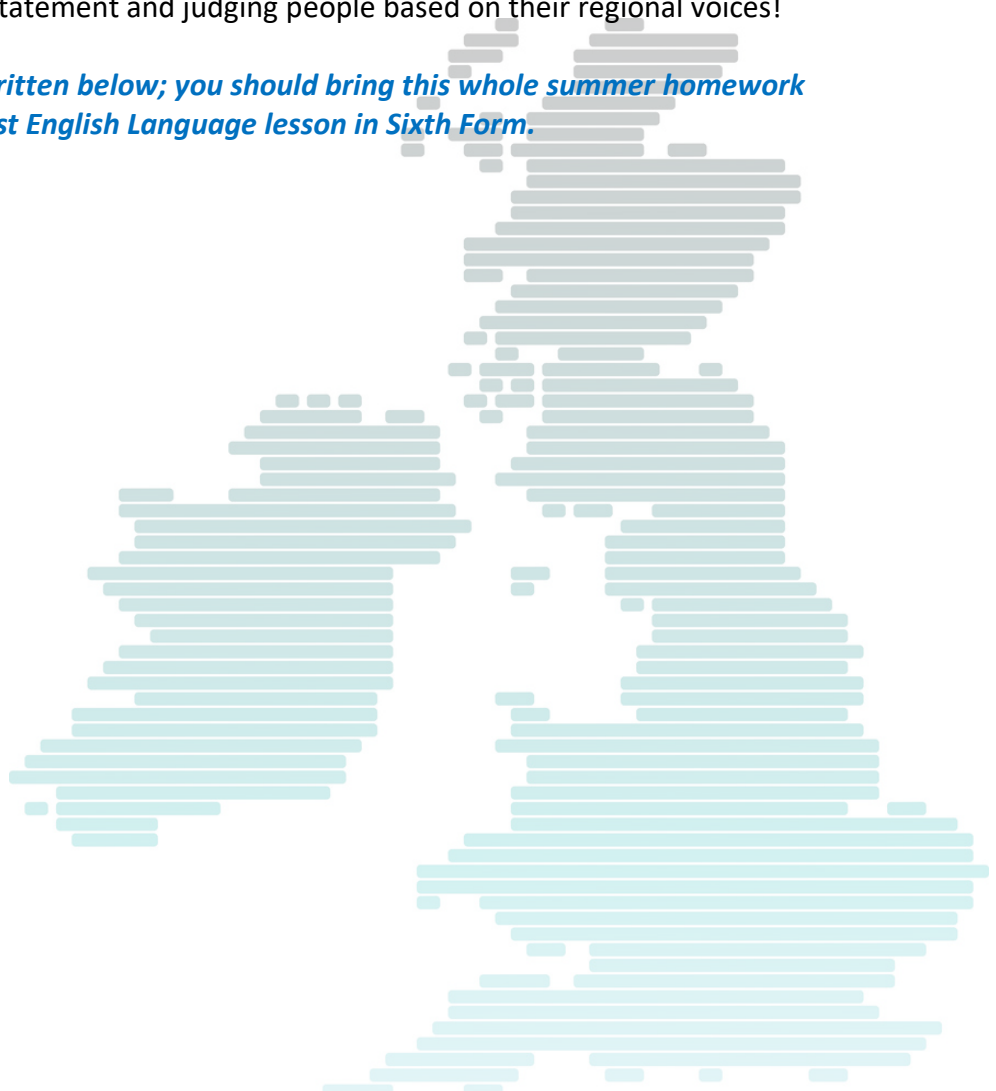 statement and judging people based on their regional voices!
ritten below; you should bring this whole summer homework
st English Language lesson in Sixth Form.